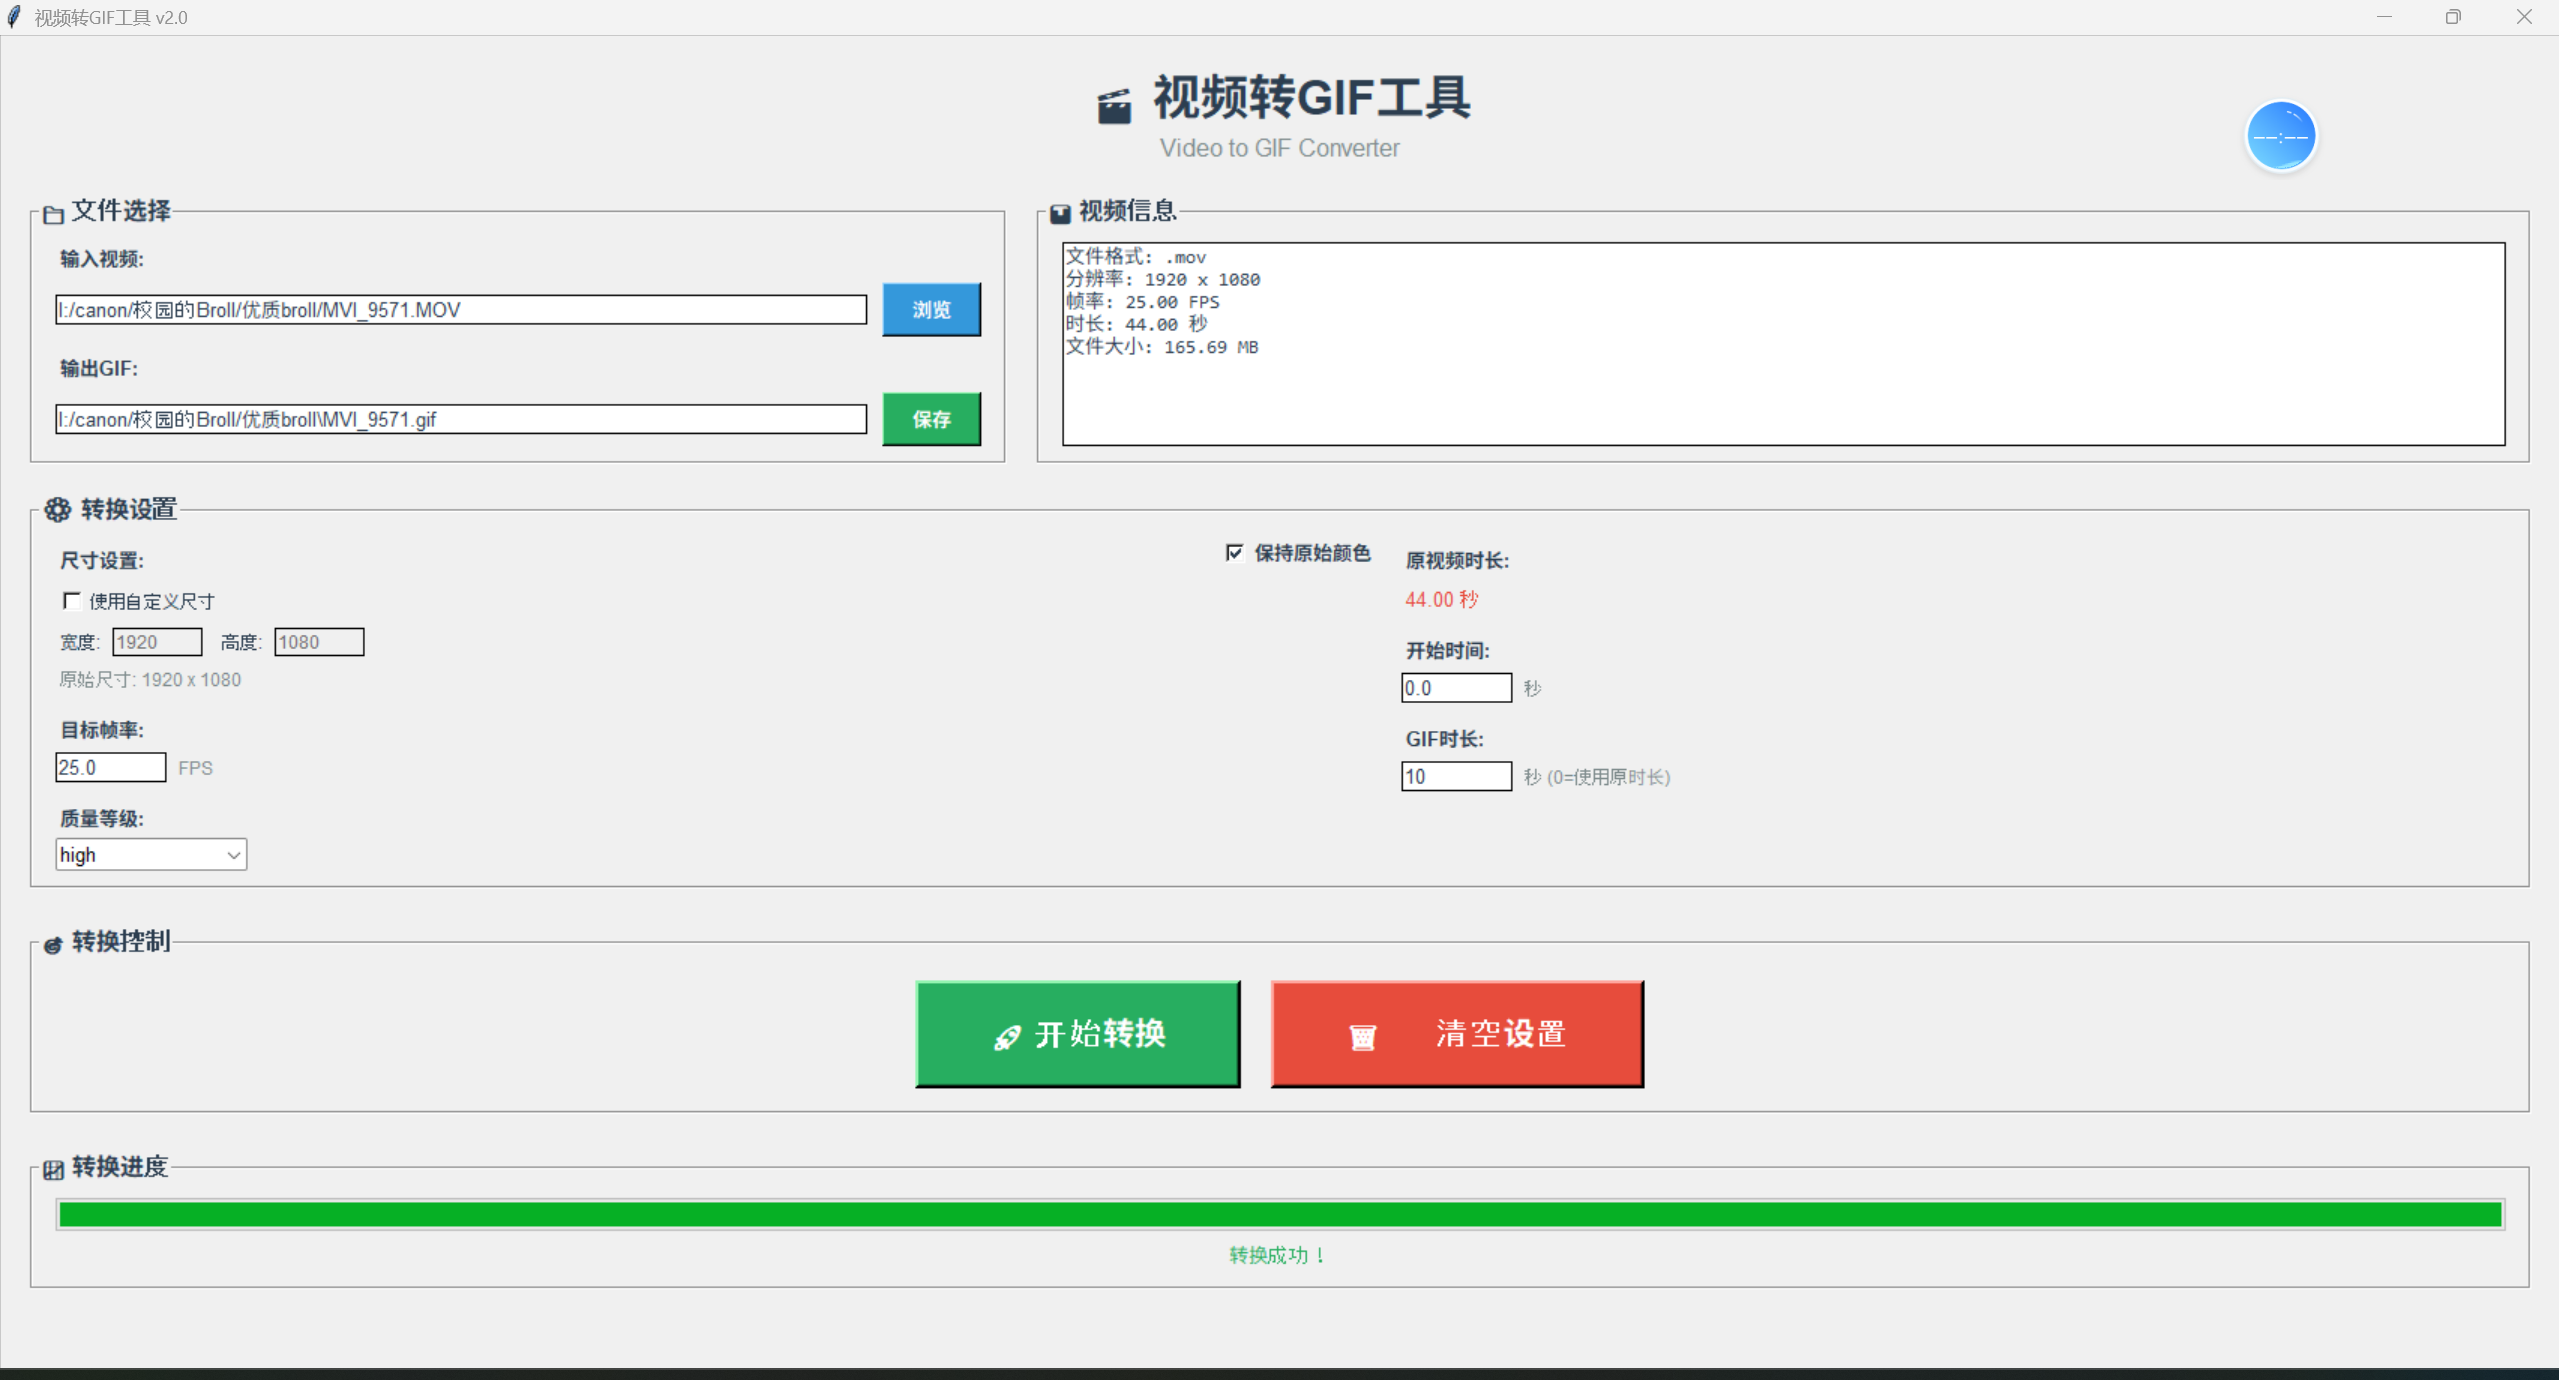 视频转GIF工具 v2.0
视频转GIF工具
Video to GIF Converter
文件选择
输入视频:
I:/canon/校园的Broll/优质broll/MVI_9571.MOV
浏览
输出GIF:
I:/canon/校园的Broll/优质broll\MVI_9571.gif
保存
视频信息
文件格式: .mov
分辨率: 1920 x 1080
帧率: 25.00 FPS
时长: 44.00 秒
文件大小: 165.69 MB
转换设置
尺寸设置:
使用自定义尺寸
宽度: 1920 高度: 1080
原始尺寸: 1920 x 1080
目标帧率:
25.0 FPS
质量等级:
high
保持原始颜色
原视频时长:
44.00 秒
开始时间:
0.0 秒
GIF时长:
10 秒 (0=使用原时长)
转换控制
开始转换
清空设置
转换进度
转换成功！